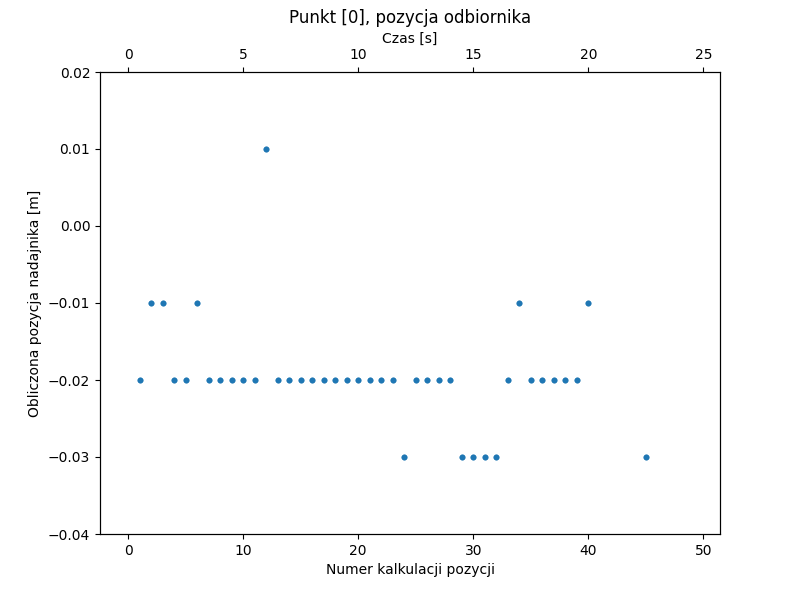 Punkt [0], pozycja odbiornika
Czas [s]
0 5 10 15 20 25
0.02
0.01
0.00
−0.01
−0.02
−0.03
−0.04
Obliczona pozycja nadajnika [m]
0 10 20 30 40 50
Numer kalkulacji pozycji